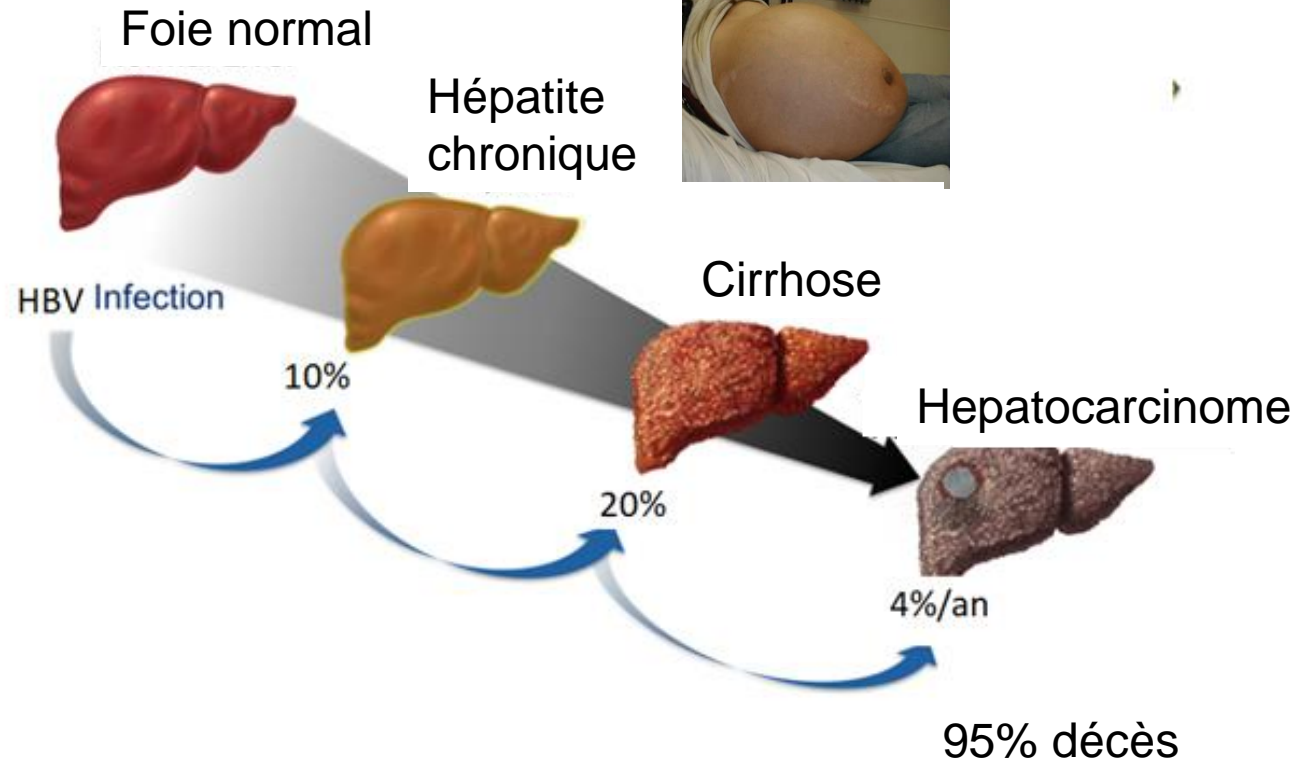 Foie normal
Hépatite
chronique
HBV Infection
Cirrhose
10%
Hepatocarcinome
20%
4%/an
95% décès